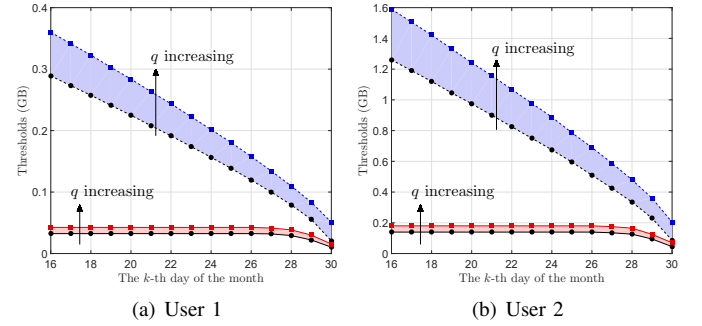 0.4
0.3
0.2
0.1
0
Thresholds (GB)
q increasing
q increasing
16 18 20 22 24 26 28 30
The k-th day of the month
(a) User 1
1.6
1.4
1.2
1
0.8
0.6
0.4
0.2
0
Thresholds (GB)
q increasing
q increasing
16 18 20 22 24 26 28 30
The k-th day of the month
(b) User 2